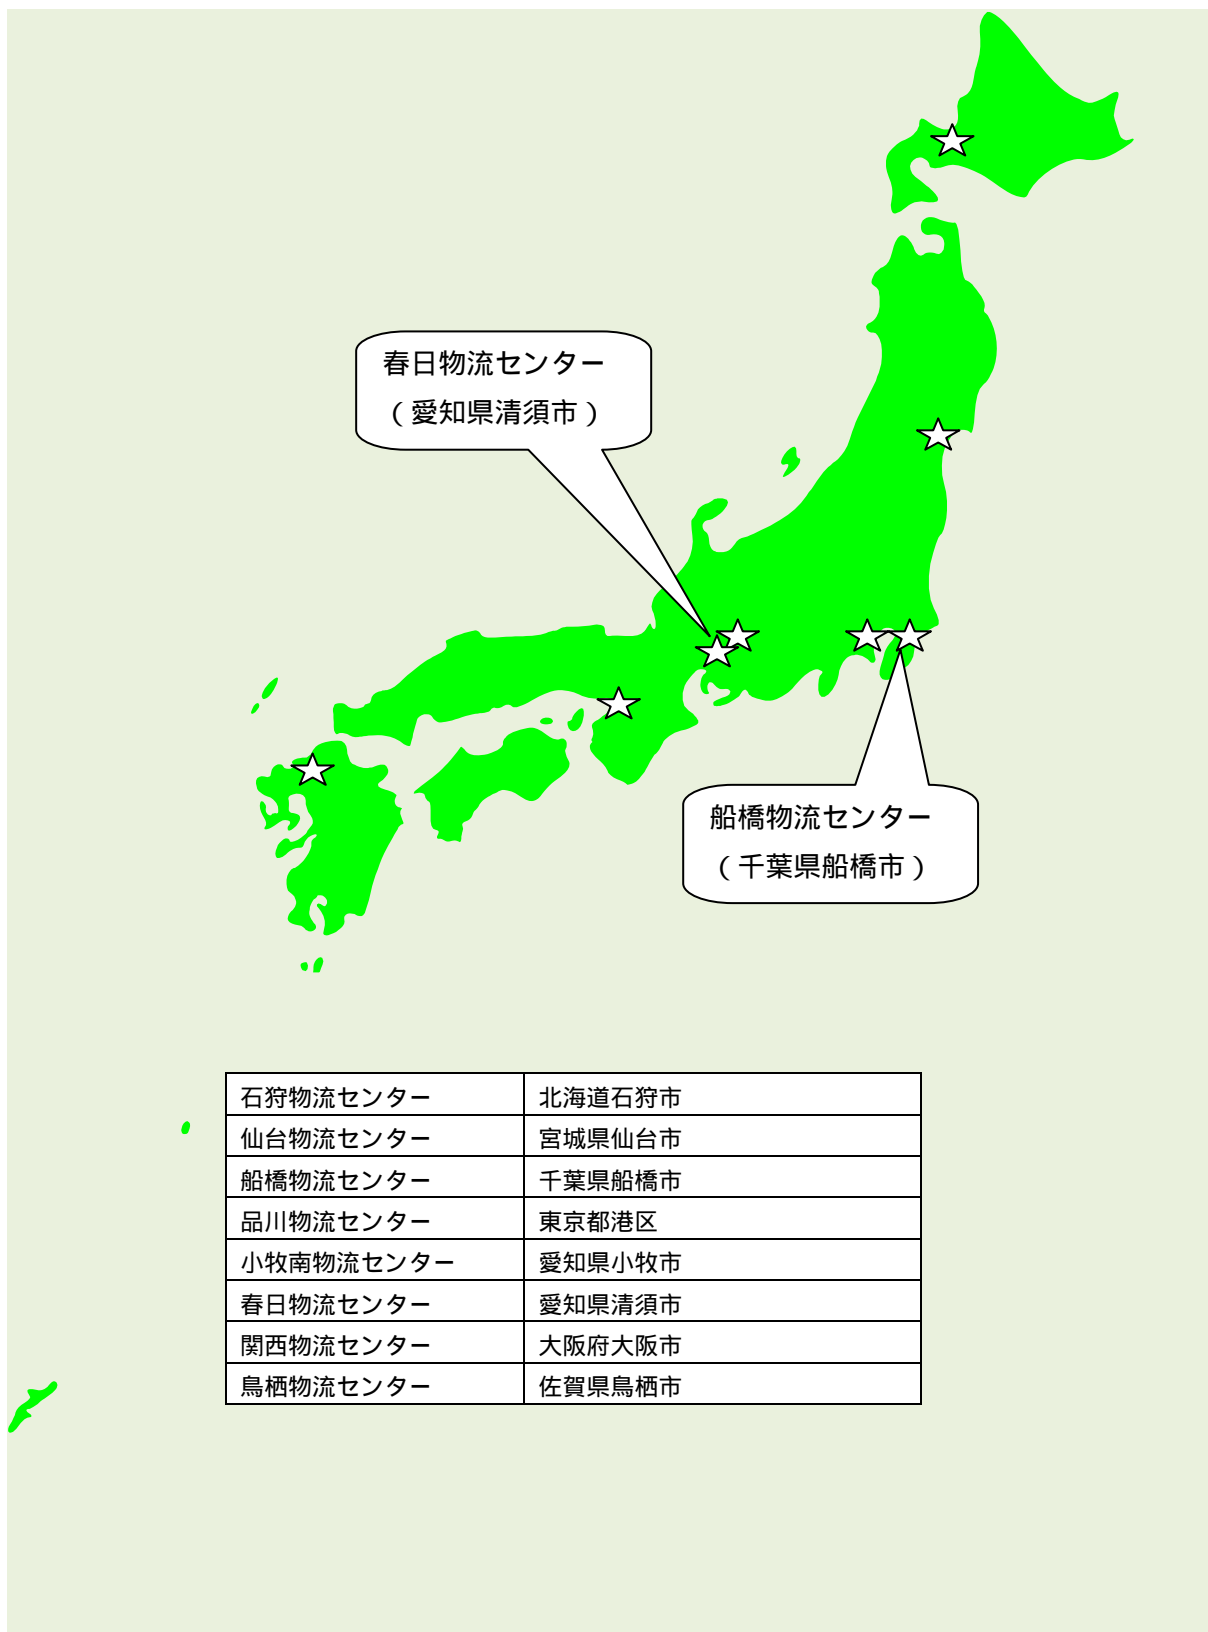 春日物流センター
（愛知県清須市）
船橋物流センター
（千葉県船橋市）
石狩物流センター 北海道石狩市
仙台物流センター 宮城県仙台市
船橋物流センター 千葉県船橋市
品川物流センター 東京都港区
小牧南物流センター 愛知県小牧市
春日物流センター 愛知県清須市
関西物流センター 大阪府大阪市
鳥栖物流センター 佐賀県鳥栖市